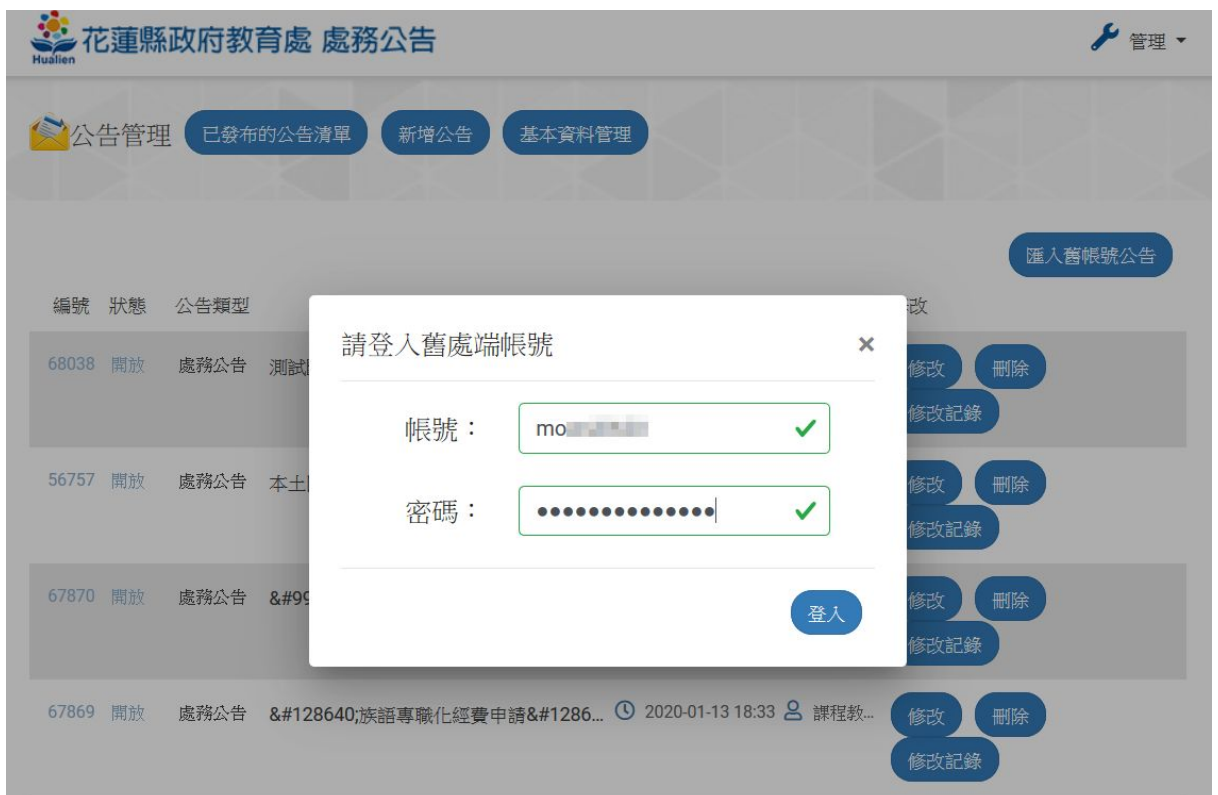 花蓮縣政府教育處 處務公告
Hualien
管理
公告管理 已發布的公告清單 新增公告 基本資料管理
匯入舊帳號公告
編號 狀態 公告類型 改
請登入舊處端帳號 ×
68038 開放 處務公告 測試 修改 刪除
修改記錄
帳號： mo
56757 開放 處務公告 本土 修改 刪除
密碼： ••••••••••••••
修改記錄
67870 開放 處務公告 &#99 修改 刪除
登入
修改記錄
67869 開放 處務公告 &#128640;族語專職化經費申請&#1286... 2020-01-13 18:33 課程教... 修改 刪除
修改記錄